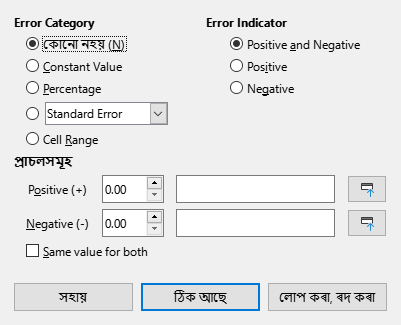 Error Category
Error Indicator
কোনো নহয় (N)
Positive and Negative
Constant Value
Positive
Percentage
Negative
Standard Error
Cell Range
প্ৰাচলসমূহ
Positive (+)
0.00
Negative (-)
0.00
Same value for both
সহায়
ঠিক আছে
লোপ কৰা, ৰদ কৰা